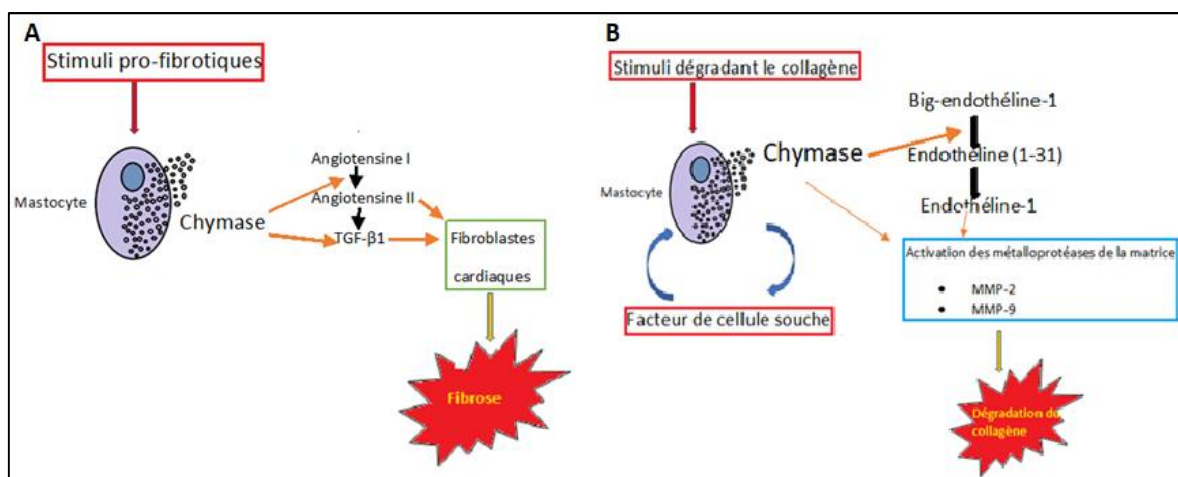 A
Stimuli pro-fibrotiques
Mastocyte
Chymase
Angiotensine I
Angiotensine II
TGF-β1
Fibroblastes
cardiaques
Fibrose
B
Stimuli dégradant le collagène
Mastocyte
Chymase
Big-endothéline-1
Endothéline (1-31)
Endothéline-1
Activation des métalloprotéases de la matrice
• MMP-2
• MMP-9
Facteur de cellule souche
Dégradation du
collagène